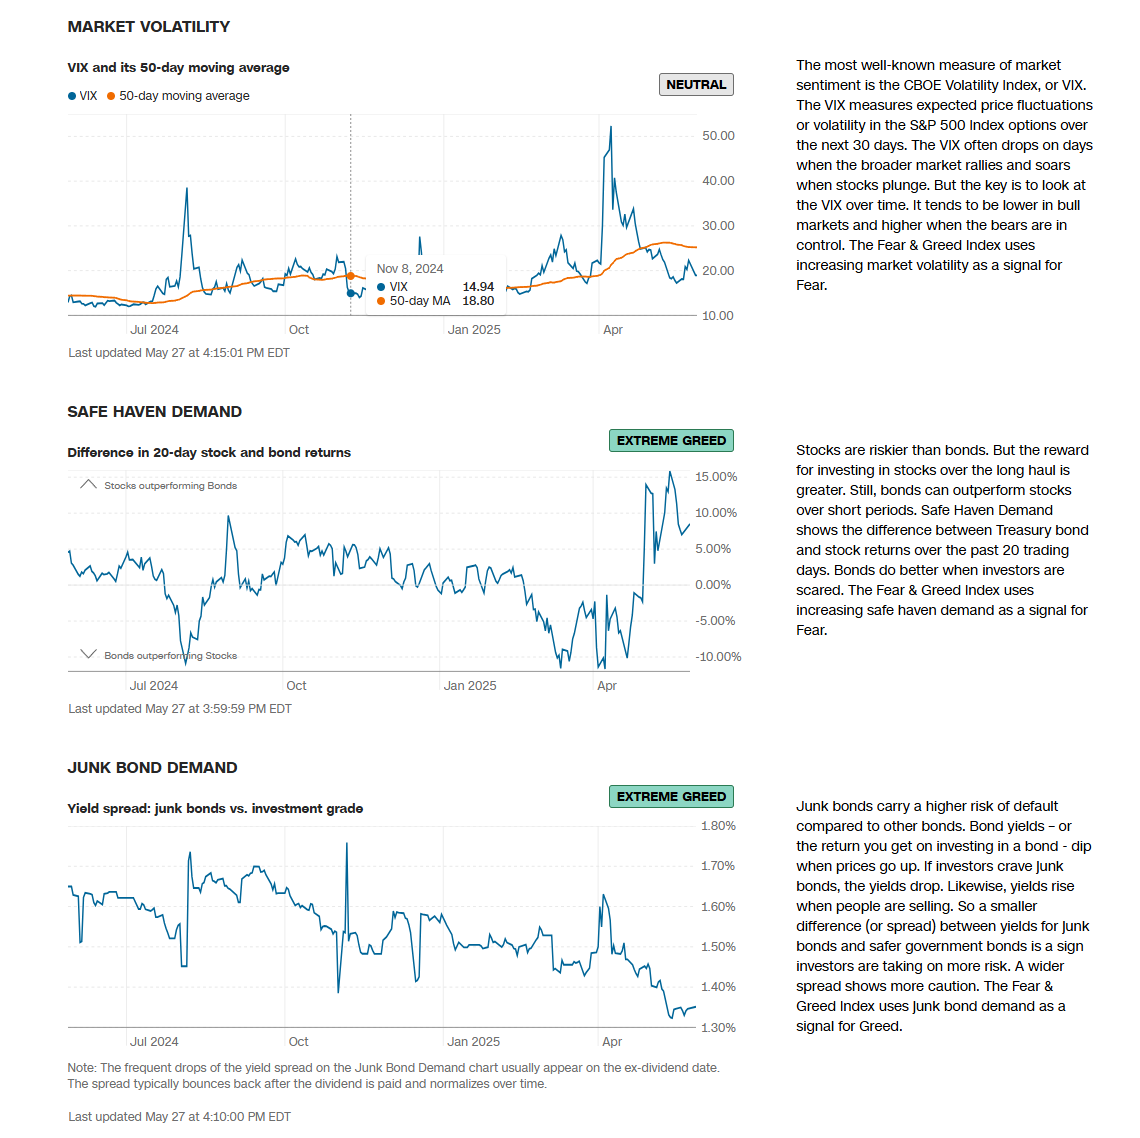 MARKET VOLATILITY
VIX and its 50-day moving average
NEUTRAL
VIX 50-day moving average
50.00
40.00
30.00
20.00
10.00
Nov 8, 2024
VIX 14.94
50-day MA 18.80
Jul 2024 Oct Jan 2025 Apr
Last updated May 27 at 4:15:01 PM EDT
The most well-known measure of market
sentiment is the CBOE Volatility Index, or VIX.
The VIX measures expected price fluctuations
or volatility in the S&P 500 Index options over
the next 30 days. The VIX often drops on days
when the broader market rallies and soars
when stocks plunge. But the key is to look at
the VIX over time. It tends to be lower in bull
markets and higher when the bears are in
control. The Fear & Greed Index uses
increasing market volatility as a signal for
Fear.
SAFE HAVEN DEMAND
EXTREME GREED
Difference in 20-day stock and bond returns
Stocks outperforming Bonds
15.00%
10.00%
5.00%
0.00%
-5.00%
-10.00%
Bonds outperforming Stocks
Jul 2024 Oct Jan 2025 Apr
Last updated May 27 at 3:59:59 PM EDT
Stocks are riskier than bonds. But the reward
for investing in stocks over the long haul is
greater. Still, bonds can outperform stocks
over short periods. Safe Haven Demand
shows the difference between Treasury bond
and stock returns over the past 20 trading
days. Bonds do better when investors are
scared. The Fear & Greed Index uses
increasing safe haven demand as a signal for
Fear.
JUNK BOND DEMAND
EXTREME GREED
Yield spread: junk bonds vs. investment grade
1.80%
1.70%
1.60%
1.50%
1.40%
1.30%
Jul 2024 Oct Jan 2025 Apr
Note: The frequent drops of the yield spread on the Junk Bond Demand chart usually appear on the ex-dividend date.
The spread typically bounces back after the dividend is paid and normalizes over time.
Last updated May 27 at 4:10:00 PM EDT
Junk bonds carry a higher risk of default
compared to other bonds. Bond yields – or
the return you get on investing in a bond - dip
when prices go up. If investors crave junk
bonds, the yields drop. Likewise, yields rise
when people are selling. So a smaller
difference (or spread) between yields for junk
bonds and safer government bonds is a sign
investors are taking on more risk. A wider
spread shows more caution. The Fear &
Greed Index uses junk bond demand as a
signal for Greed.